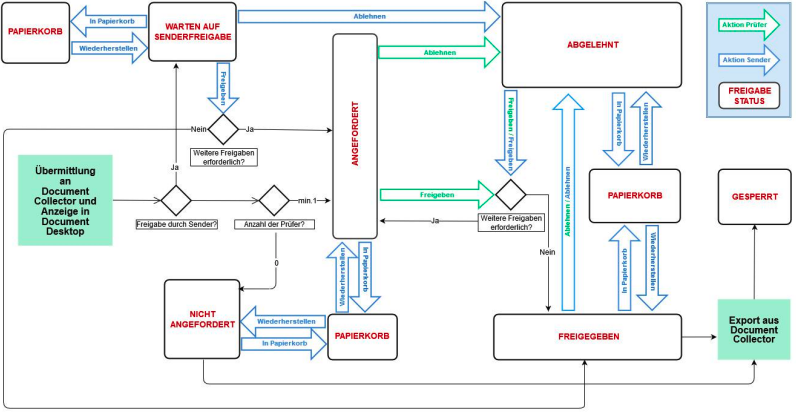 PAPIERKORB
In Papierkorb
Wiederherstellen
WARTEN AUF
SENDERFREIGABE
Ablehnen
Ablehnen
ABGELEHNT
Aktion Prüfer
Aktion Sender
FREIGABE
STATUS
Freigeben
Nein
Ja
Weitere Freigaben
erforderlich?
ANGEFORDERT
Freigeben / Freigeben
In Papierkorb
Wiederherstellen
Ablehnen / Ablehnen
Übermittlung
an
Document
Collector und
Anzeige in
Document
Desktop
Ja
Freigabe durch Sender?
Anzahl der Prüfer?
min.1
0
Freigeben
Ja
Weitere Freigaben
erforderlich?
Nein
PAPIERKORB
GESPERRT
Wiederherstellen
In Papierkorb
In Papierkorb
Wiederherstellen
NICHT
ANGEFORDERT
Wiederherstellen
In Papierkorb
PAPIERKORB
FREIGEGEBEN
Export aus
Document
Collector